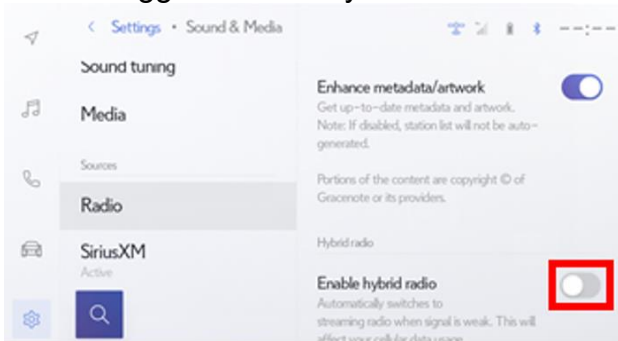 < Settings • Sound & Media
--:--
Sound tuning
Media
Sources
Radio
SiriusXM
Active
Enhance metadata/artwork
Get up-to-date metadata and artwork.
Note: If disabled, station list will not be auto-
generated.
Portions of the content are copyright © of
Gracenote or its providers.
Hybrid radio
Enable hybrid radio
Automatically switches to
streaming radio when signal is weak. This will
affect your cellular data usage.